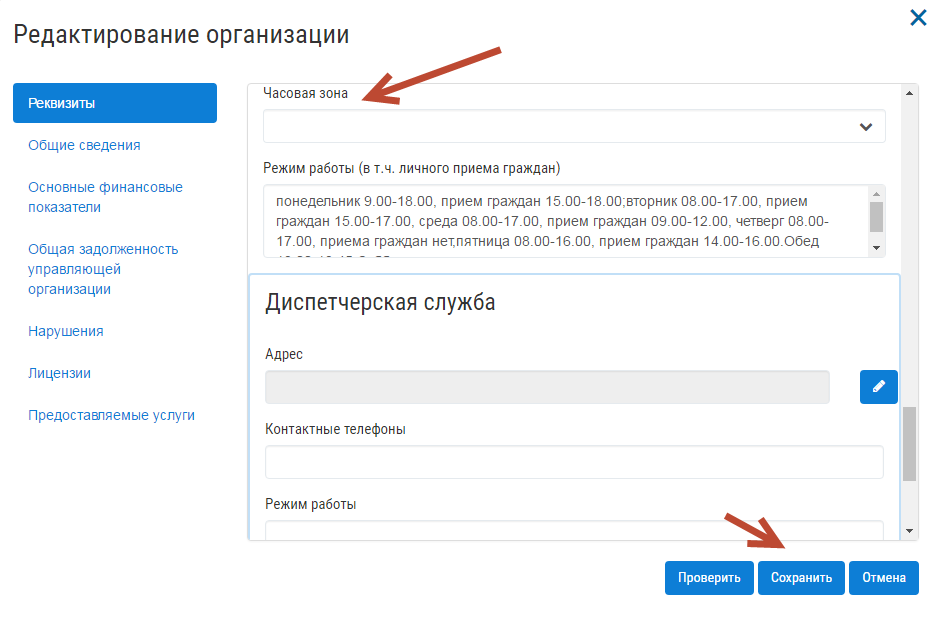 Редактирование организации
Реквизиты
Общие сведения
Основные финансовые
показатели
Общая задолженность
управляющей
организации
Нарушения
Лицензии
Предоставляемые услуги
Часовая зона
Режим работы (в т.ч. личного приема граждан)
понедельник 9.00-18.00, прием граждан 15.00-18.00;вторник 08.00-17.00, прием
граждан 15.00-17.00, среда 08.00-17.00, прием граждан 09.00-12.00, четверг 08.00-
17.00, приема граждан нет;пятница 08.00-16.00, прием граждан 14.00-16.00.Обед
Диспетчерская служба
Адрес
Контактные телефоны
Режим работы
Проверить
Сохранить
Отмена